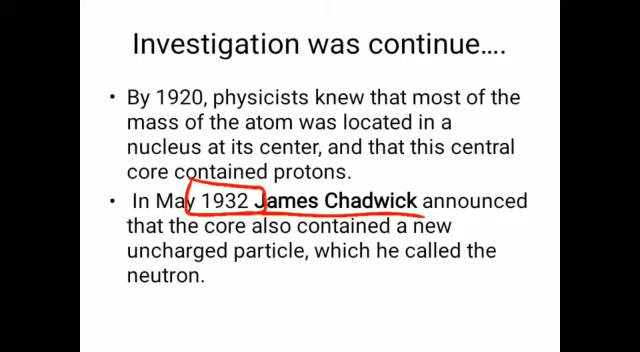 Investigation was continue….
• By 1920, physicists knew that most of the
mass of the atom was located in a
nucleus at its center, and that this central
core contained protons.
• In May 1932 James Chadwick announced
that the core also contained a new
uncharged particle, which he called the
neutron.